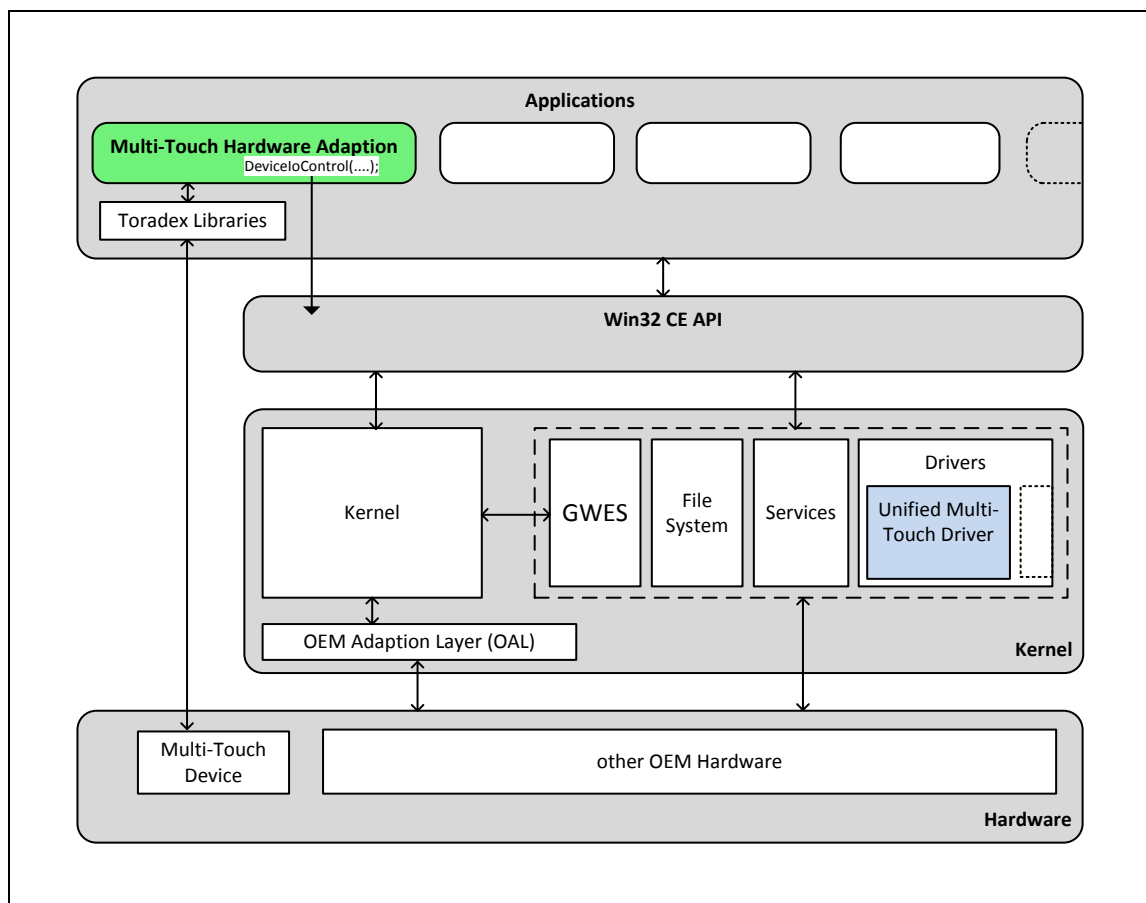 Applications
Multi-Touch Hardware Adaption
DeviceIoControl(....);
Toradex Libraries
Win32 CE API
Kernel
GWES
File
System
Services
Drivers
Unified Multi-
Touch Driver
OEM Adaption Layer (OAL)
Kernel
Multi-Touch
Device
other OEM Hardware
Hardware